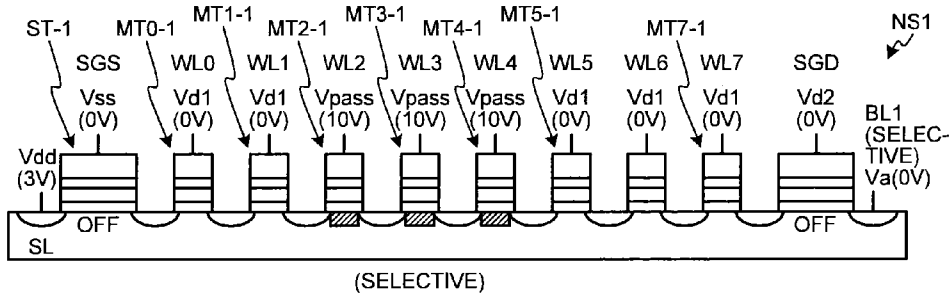 MT1-1 MT3-1 MT5-1 NS1
ST-1 MT0-1 MT2-1 MT4-1 MT7-1
SGS WL0 WL1 WL2 WL3 WL4 WL5 WL6 WL7 SGD
Vss Vd1 Vd1 Vpass Vpass Vpass Vd1 Vd1 Vd1 Vd2
(0V) (0V) (0V) (10V) (10V) (10V) (0V) (0V) (0V) (0V)
BL1
(SELEC-
TIVE)
Va(0V)
Vdd
(3V)
OFF OFF
SL
(SELECTIVE)